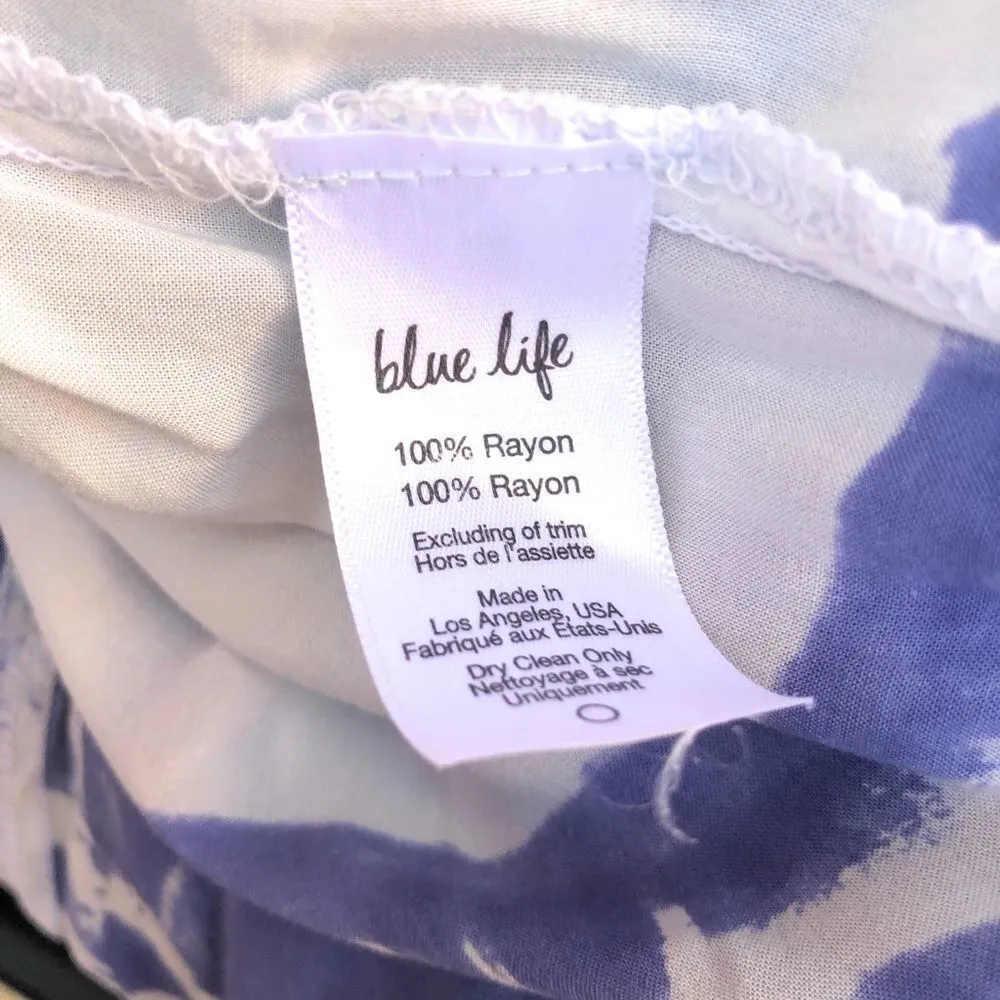 blue life
100% Rayon
100% Rayon
Excluding of trim
Hors de l'assiette
Made in
Los Angeles, USA
Fabriqué aux États-Unis
Dry Clean Only
Nettoyage à sec
Uniquement